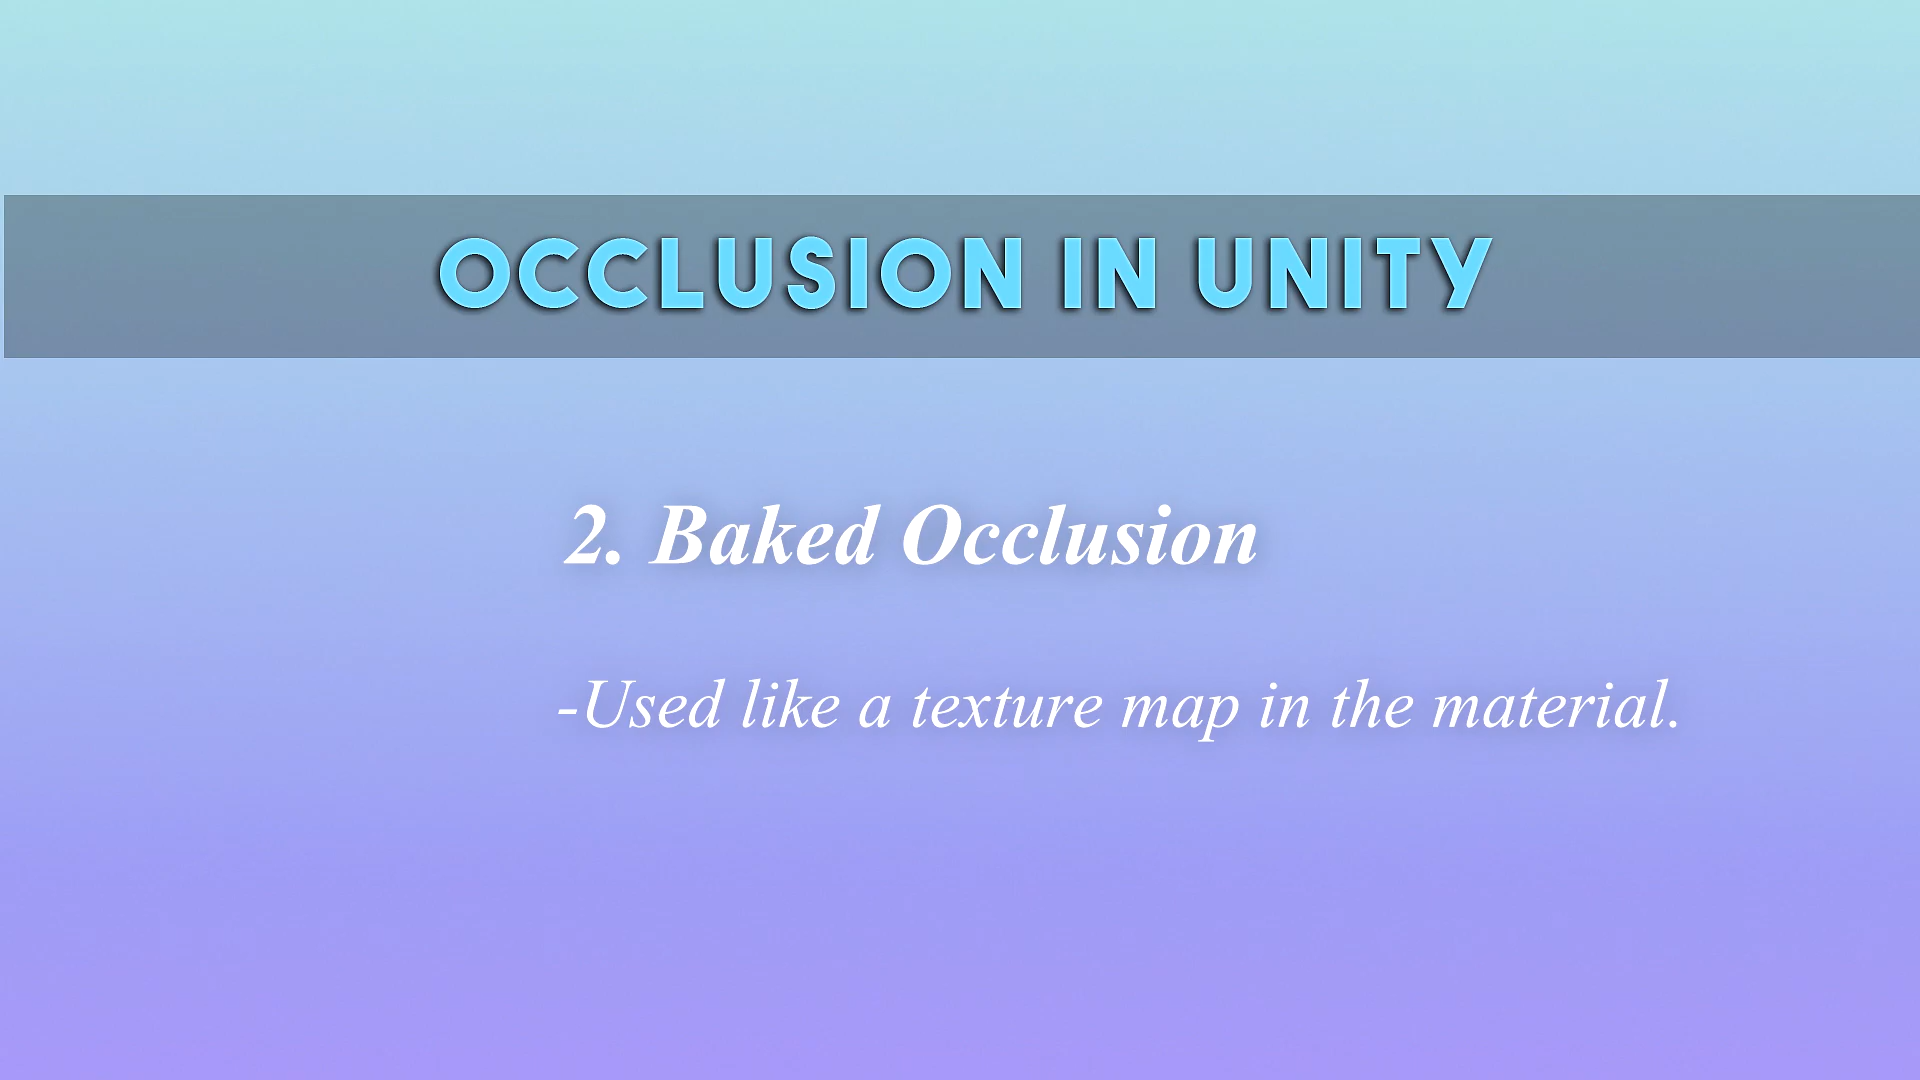 OCCLUSION IN UNITY
2. Baked Occlusion
-Used like a texture map in the material.